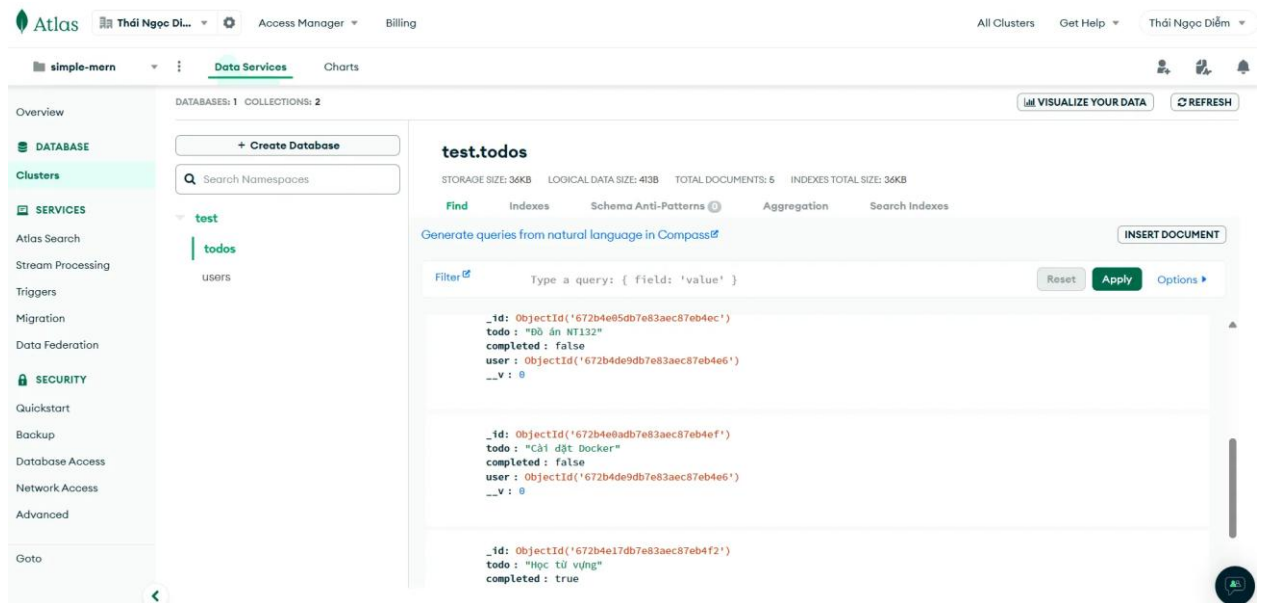 Atlas Thái Ngọc Di... Access Manager Billing All Clusters Get Help Thái Ngọc Diễm
simple-mern Data Services Charts
Overview
DATABASE
Clusters
SERVICES
Atlas Search
Stream Processing
Triggers
Migration
Data Federation
SECURITY
Quickstart
Backup
Database Access
Network Access
Advanced
Goto
DATABASES: 1 COLLECTIONS: 2
VISUALIZE YOUR DATA REFRESH
+ Create Database
Search Namespaces
test
todos
users
test.todos
STORAGE SIZE: 36KB LOGICAL DATA SIZE: 413B TOTAL DOCUMENTS: 5 INDEXES TOTAL SIZE: 36KB
Find Indexes Schema Anti-Patterns 0 Aggregation Search Indexes
Generate queries from natural language in Compass
INSERT DOCUMENT
Filter Type a query: { field: 'value' } Reset Apply Options
_id: ObjectId('672b4e05db7e83aec87eb4ec')
todo : "Đồ án NT132"
completed : false
user : ObjectId('672b4de9db7e83aec87eb4e6')
__v : 0
_id: ObjectId('672b4e0adb7e83aec87eb4ef')
todo : "Cài dặt Docker"
completed : false
user : ObjectId('672b4de9db7e83aec87eb4e6')
__v : 0
_id: ObjectId('672b4e17db7e83aec87eb4f2')
todo : "Học từ vựng"
completed : true